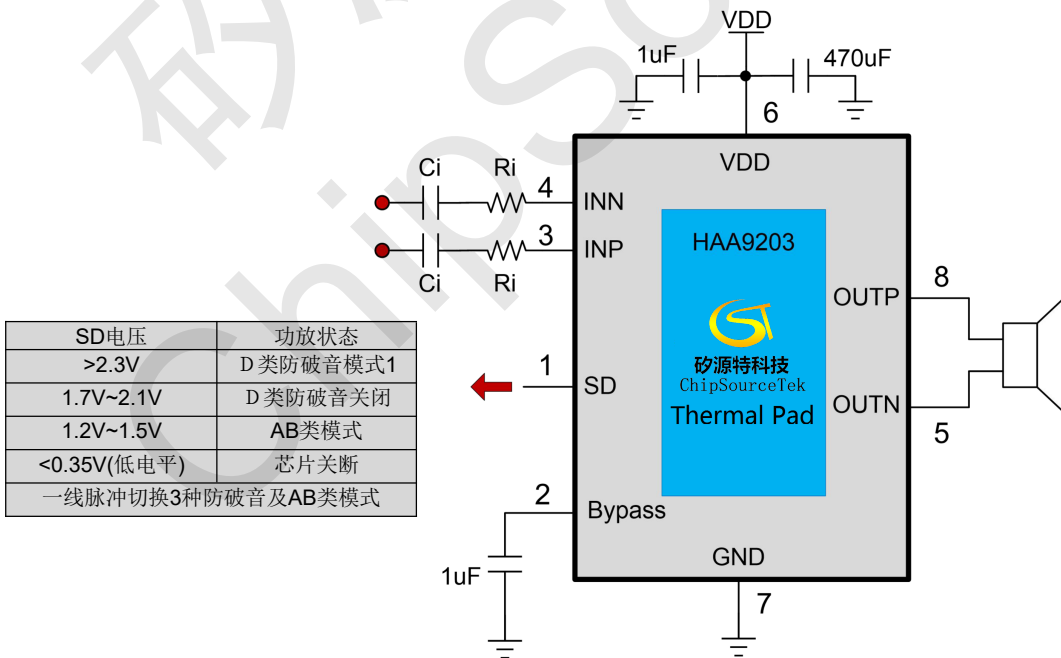 VDD
1uF
470uF
6
VDD
Ci
Ri
4
INN
3
INP
Ci
Ri
HAA9203
矽源特科技
ChipSourceTek
Thermal Pad
8
OUTP
OUTN
5
1
SD
SD电压 功放状态
>2.3V D类防破音模式1
1.7V~2.1V D类防破音关闭
1.2V~1.5V AB类模式
<0.35V(低电平) 芯片关断
一线脉冲切换3种防破音及AB类模式
2
Bypass
1uF
GND
7